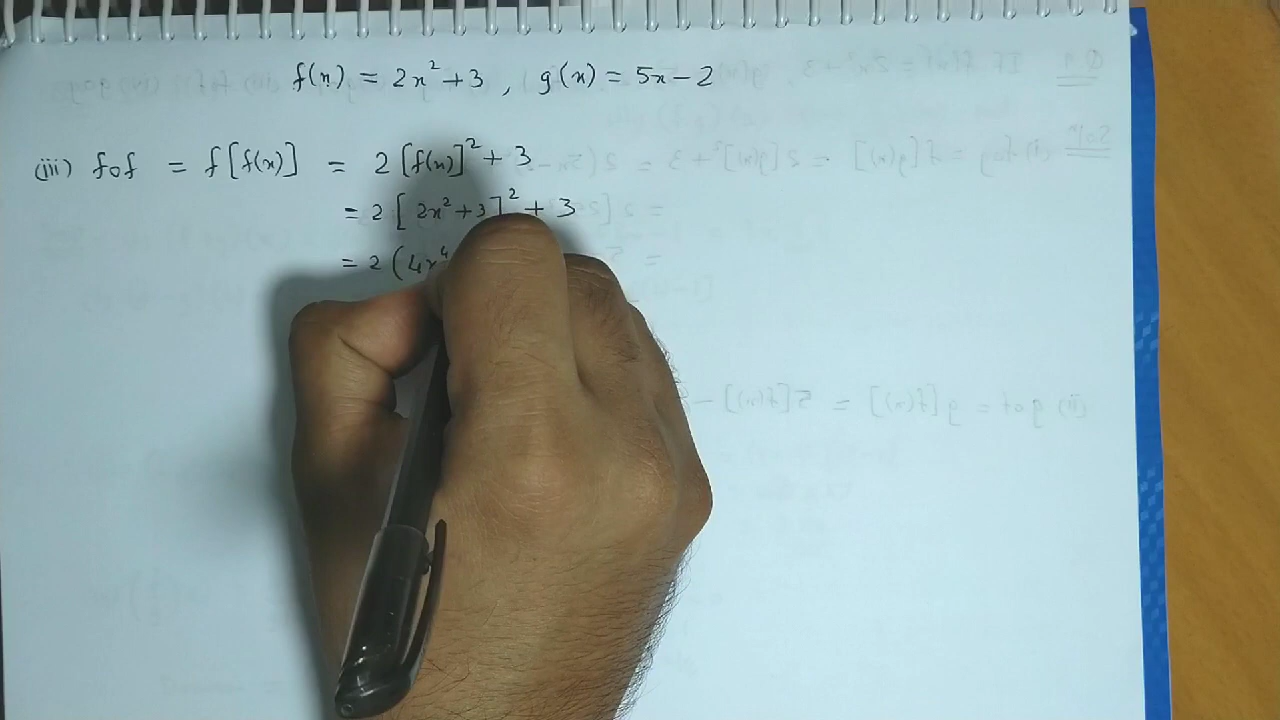 f(x) = 2x² + 3 , g(x) = 5x - 2
(iii) fof = f[f(x)] = 2[f(x)]² + 3
= 2[2x² + 3]² + 3
= 2(4x⁴